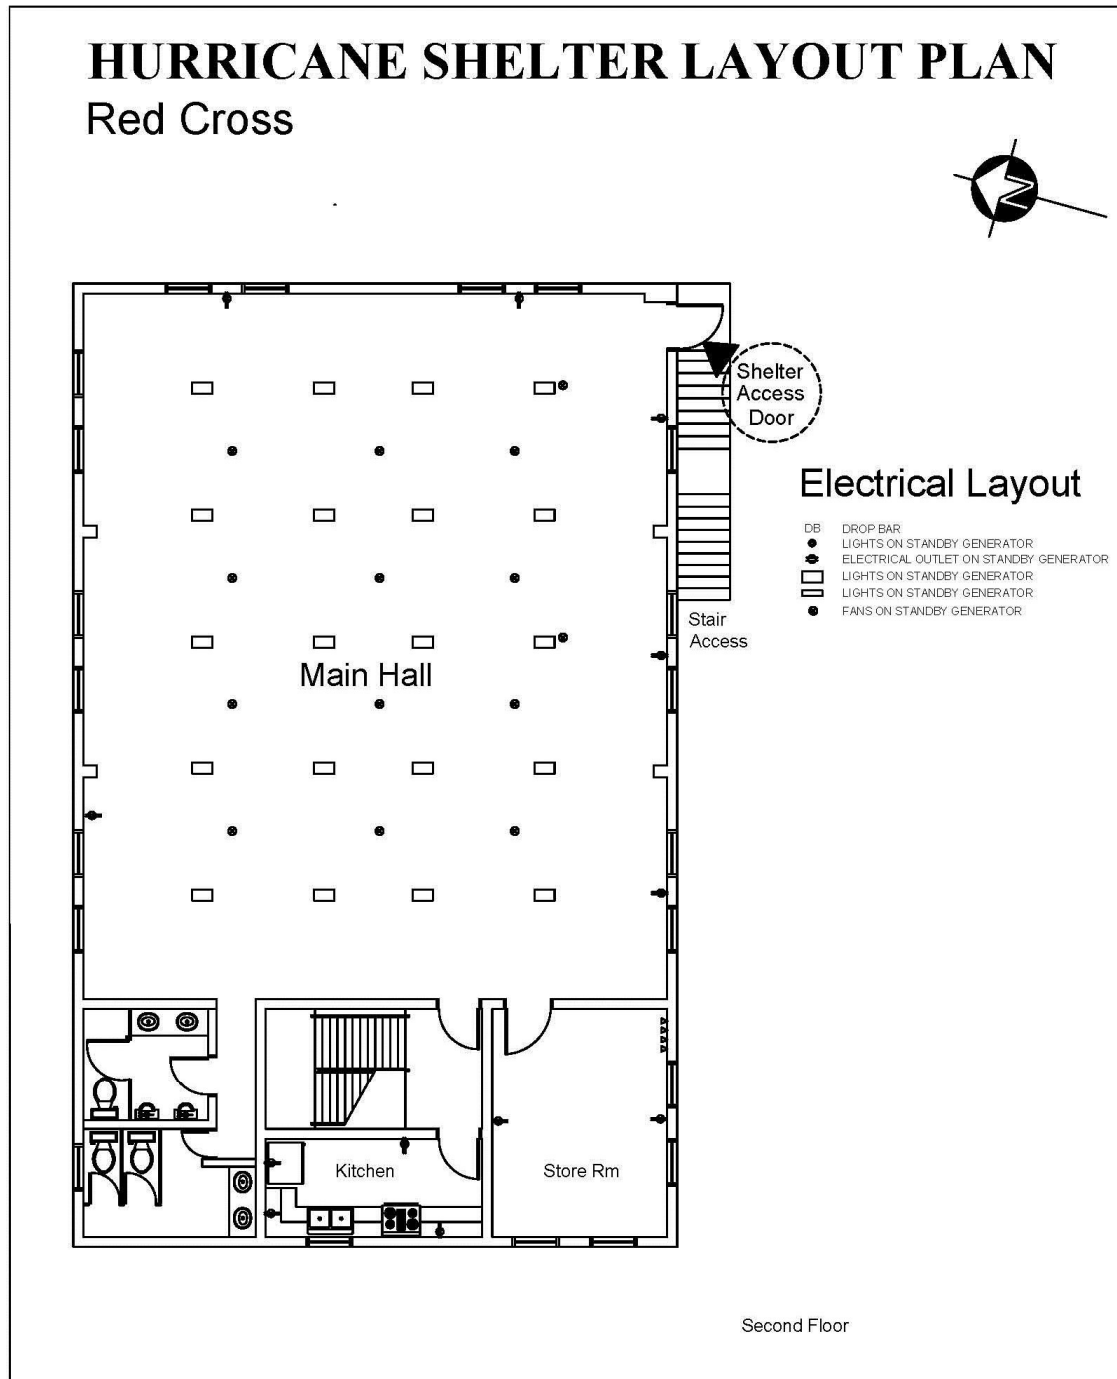 HURRICANE SHELTER LAYOUT PLAN
Red Cross
N
Shelter
Access
Door
Electrical Layout
DB DROP BAR
LIGHTS ON STANDBY GENERATOR
ELECTRICAL OUTLET ON STANDBY GENERATOR
LIGHTS ON STANDBY GENERATOR
LIGHTS ON STANDBY GENERATOR
FANS ON STANDBY GENERATOR
Stair
Access
Main Hall
Kitchen
Store Rm
Second Floor